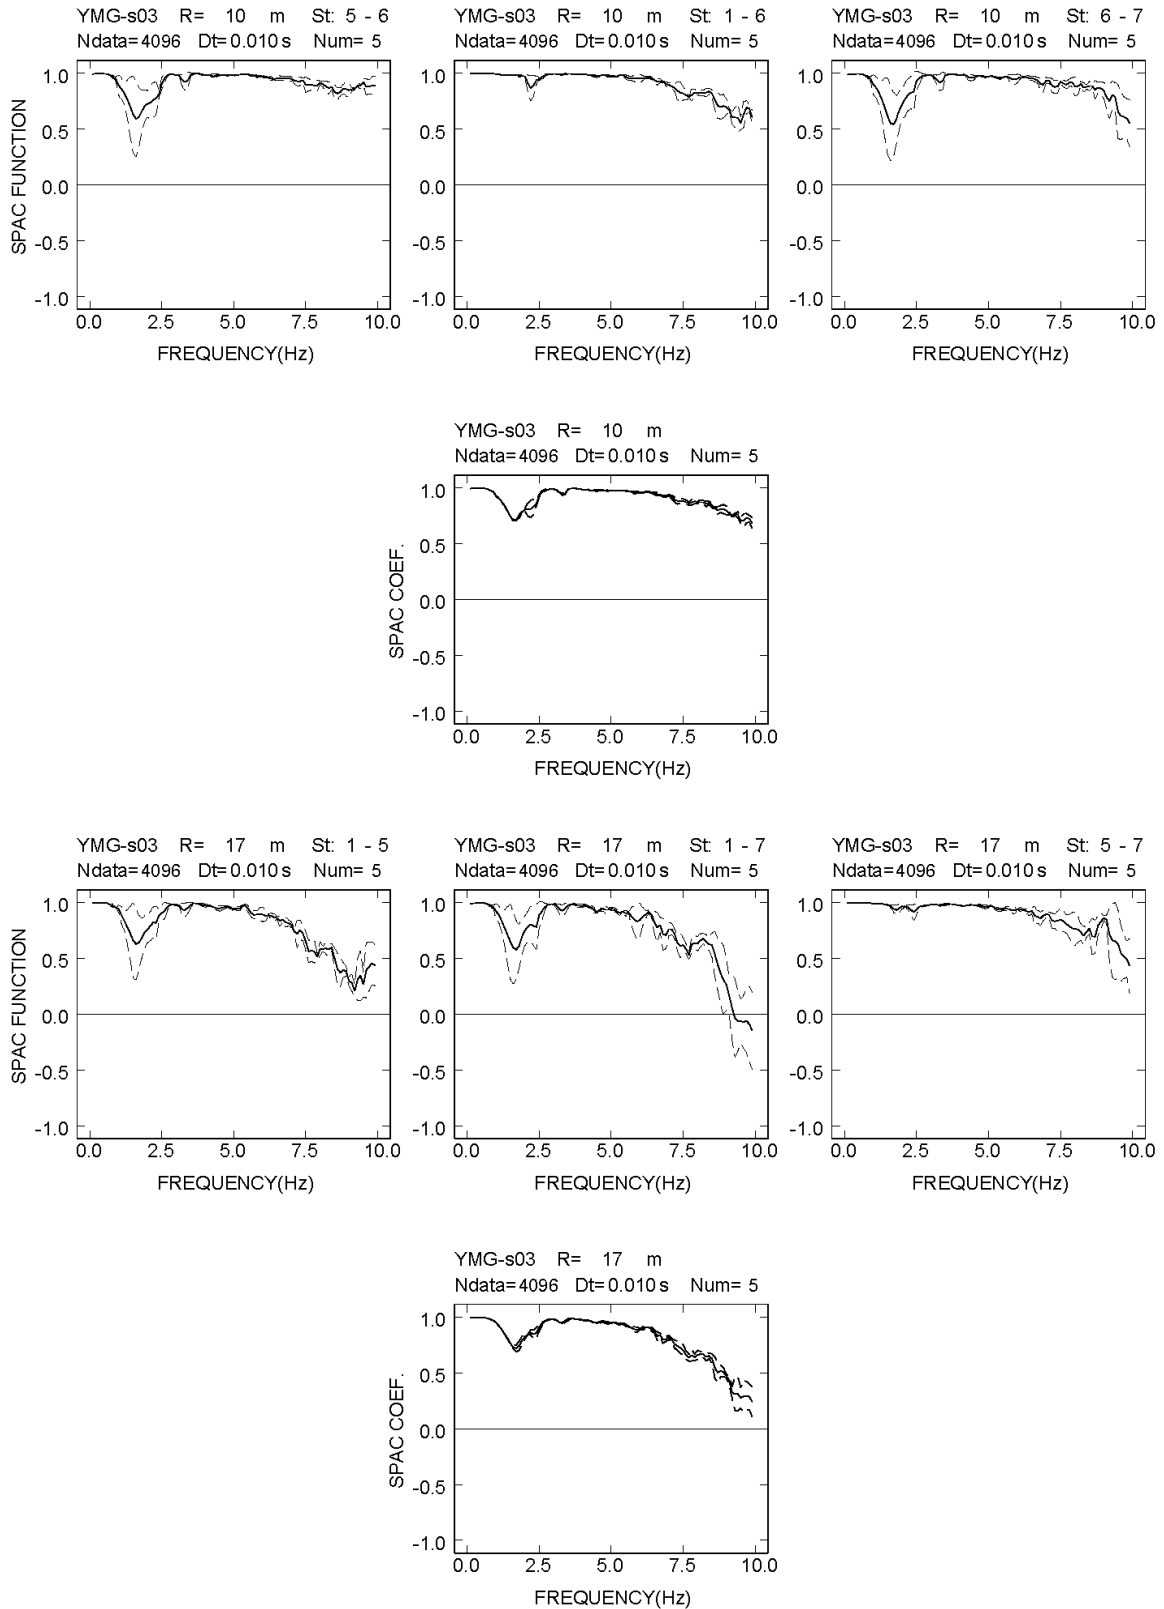 YMG-s03 R= 10 m St: 5 - 6
Ndata=4096 Dt=0.010 s Num= 5
YMG-s03 R= 10 m St: 1 - 6
Ndata=4096 Dt=0.010 s Num= 5
YMG-s03 R= 10 m St: 6 - 7
Ndata=4096 Dt=0.010 s Num= 5
SPAC FUNCTION
1.0
0.5
0.0
-0.5
-1.0
0.0 2.5 5.0 7.5 10.0
FREQUENCY(Hz)
1.0
0.5
0.0
-0.5
-1.0
0.0 2.5 5.0 7.5 10.0
FREQUENCY(Hz)
1.0
0.5
0.0
-0.5
-1.0
0.0 2.5 5.0 7.5 10.0
FREQUENCY(Hz)
YMG-s03 R= 10 m
Ndata=4096 Dt=0.010 s Num= 5
SPAC COEF.
1.0
0.5
0.0
-0.5
-1.0
0.0 2.5 5.0 7.5 10.0
FREQUENCY(Hz)
YMG-s03 R= 17 m St: 1 - 5
Ndata=4096 Dt=0.010 s Num= 5
YMG-s03 R= 17 m St: 1 - 7
Ndata=4096 Dt=0.010 s Num= 5
YMG-s03 R= 17 m St: 5 - 7
Ndata=4096 Dt=0.010 s Num= 5
SPAC FUNCTION
1.0
0.5
0.0
-0.5
-1.0
0.0 2.5 5.0 7.5 10.0
FREQUENCY(Hz)
1.0
0.5
0.0
-0.5
-1.0
0.0 2.5 5.0 7.5 10.0
FREQUENCY(Hz)
1.0
0.5
0.0
-0.5
-1.0
0.0 2.5 5.0 7.5 10.0
FREQUENCY(Hz)
YMG-s03 R= 17 m
Ndata=4096 Dt=0.010 s Num= 5
SPAC COEF.
1.0
0.5
0.0
-0.5
-1.0
0.0 2.5 5.0 7.5 10.0
FREQUENCY(Hz)